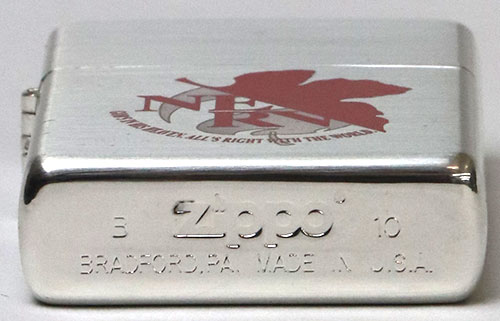 NERV
GOD'S IN HIS HEAVEN. ALL'S RIGHT WITH THE WORLD.
B Zippo 10
BRADFORD, PA. MADE IN U.S.A.